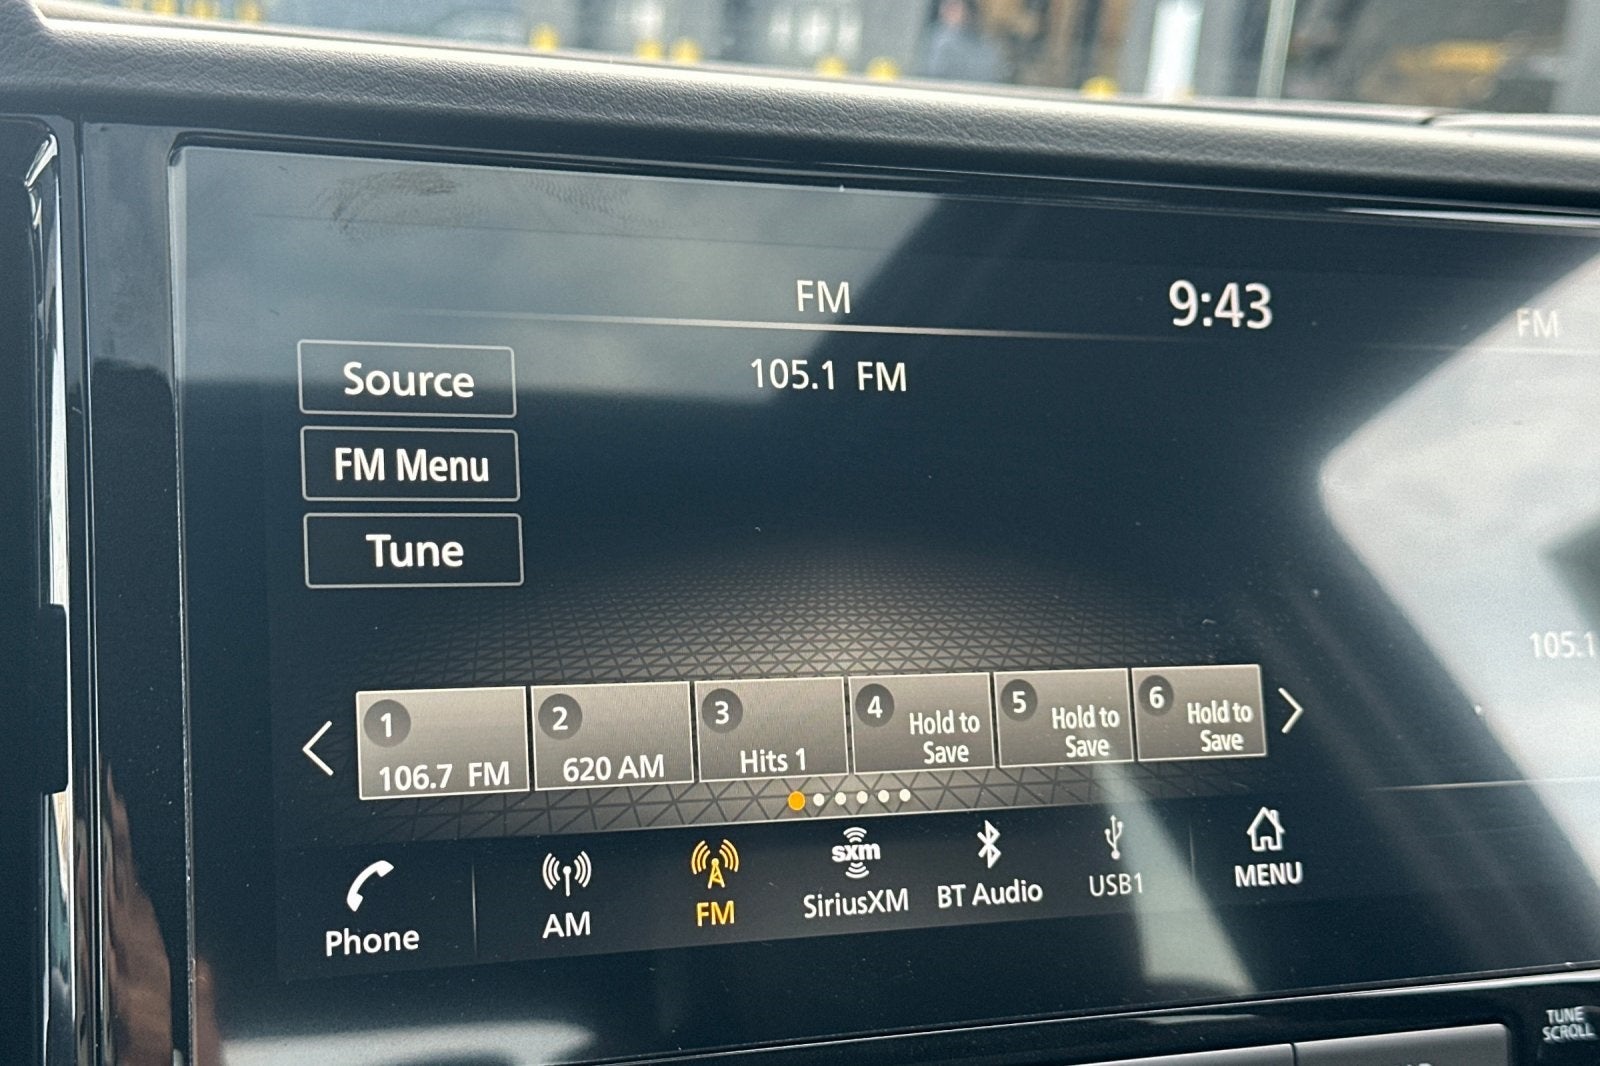 FM
9:43
FM
Source
105.1 FM
FM Menu
Tune
105.1
1
106.7 FM
2
620 AM
3
Hits 1
4
Hold to
Save
5
Hold to
Save
6
Hold to
Save
Phone
AM
FM
sxm
SiriusXM
BT Audio
USB1
MENU
TUNE
SCROLL